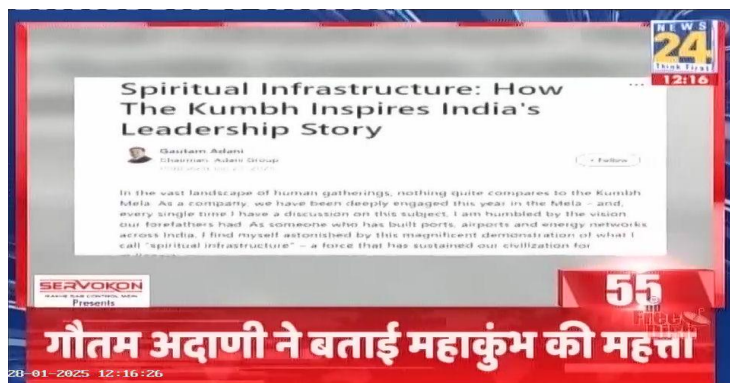 NEWS
24
Think First
12:16
Spiritual Infrastructure: How
The Kumbh Inspires India's
Leadership Story
Gautam Adani
Chairman, Adani Group
+ Follow
In the vast landscape of human gatherings, nothing quite compares to the Kumbh
Mela. As a company, we have been deeply engaged this year in the Mela – and,
every single time I have a discussion on this subject, I am humbled by the vision
our forefathers had. As someone who has built ports, airports and energy networks
across India, I find myself astonished by this magnificent demonstration of what I
call "spiritual infrastructure" – a force that has sustained our civilization for
SERVOKON
Presents
55
Free
Dish
गौतम अदाणी ने बताई महाकुंभ की महत्ता
28-01-2025 12:16:26